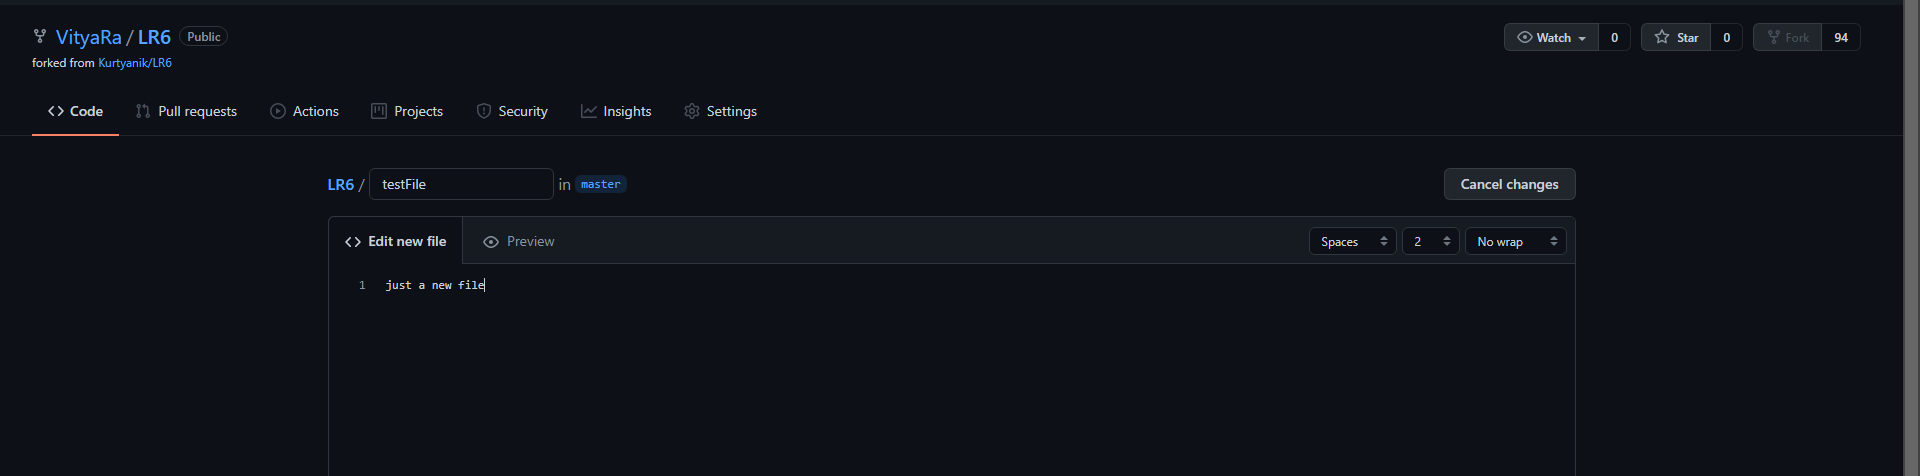 VityaRa / LR6 Public
Watch 0 Star 0 Fork 94
forked from Kurtyanik/LR6
Code Pull requests Actions Projects Security Insights Settings
LR6 / testFile in master
Cancel changes
Edit new file Preview
Spaces 2 No wrap
1 just a new file